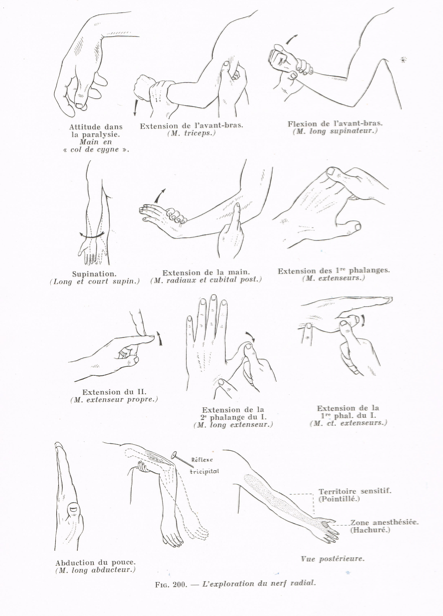 Attitude dans
la paralysie.
Main en
« col de cygne ».
Extension de l'avant-bras.
(M. triceps.)
Flexion de l'avant-bras.
(M. long supinateur.)
Supination.
(Long et court supin.)
Extension de la main.
(M. radiaux et cubital post.)
Extension des 1res phalanges.
(M. extenseurs.)
Extension du II.
(M. extenseur propre.)
Extension de la
2e phalange du I.
(M. long extenseur.)
Extension de la
1re phal. du I.
(M. ct. extenseurs.)
Abduction du pouce.
(M. long abducteur.)
Réflexe
tricipital
Territoire sensitif.
(Pointillé.)
Zone anesthésiée.
(Hachuré.)
Vue postérieure.
FIG. 200. — L'exploration du nerf radial.